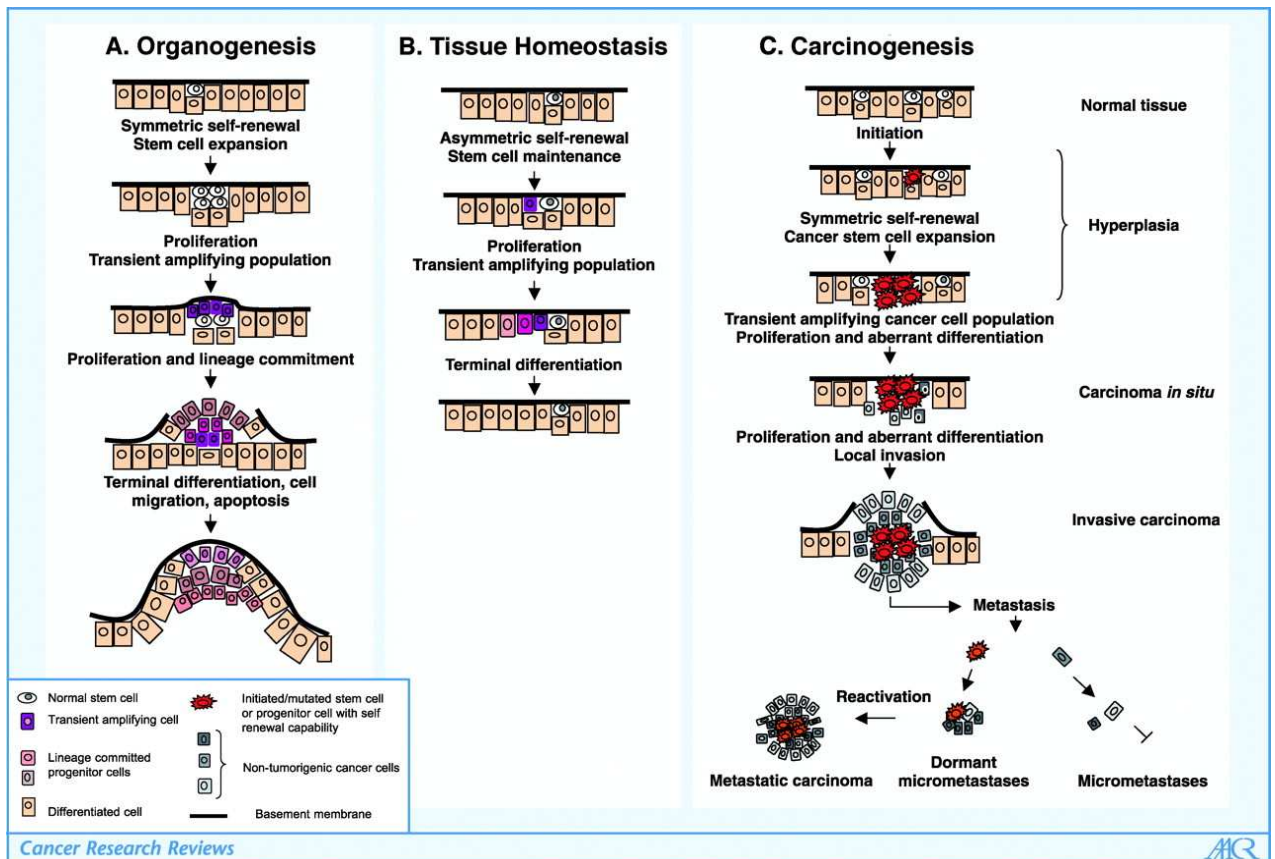 A. Organogenesis
Symmetric self-renewal
Stem cell expansion
Proliferation
Transient amplifying population
Proliferation and lineage commitment
Terminal differentiation, cell
migration, apoptosis
B. Tissue Homeostasis
Asymmetric self-renewal
Stem cell maintenance
Proliferation
Transient amplifying population
Terminal differentiation
C. Carcinogenesis
Normal tissue
Initiation
Symmetric self-renewal
Cancer stem cell expansion
Hyperplasia
Transient amplifying cancer cell population
Proliferation and aberrant differentiation
Carcinoma in situ
Proliferation and aberrant differentiation
Local invasion
Invasive carcinoma
Metastasis
Reactivation
Metastatic carcinoma
Dormant
micrometastases
Micrometastases
Normal stem cell
Transient amplifying cell
Lineage committed
progenitor cells
Differentiated cell
Initiated/mutated stem cell
or progenitor cell with self
renewal capability
Non-tumorigenic cancer cells
Basement membrane
Cancer Research Reviews
AACR